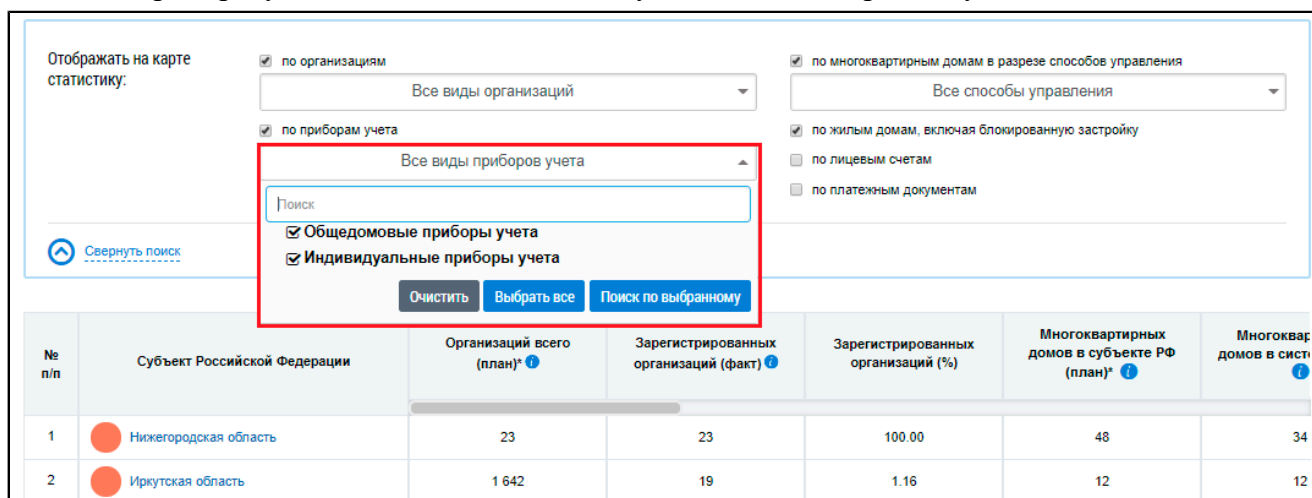 Отображать на карте
статистику:
по организациям
Все виды организаций
по многоквартирным домам в разрезе способов управления
Все способы управления
по приборам учета
Все виды приборов учета
по жилым домам, включая блокированную застройку
по лицевым счетам
по платежным документам
Поиск
Общедомовые приборы учета
Индивидуальные приборы учета
Очистить Выбрать все Поиск по выбранному
Свернуть поиск
№
п/п
Субъект Российской Федерации
Организаций всего
(план)*
Зарегистрированных
организаций (факт)
Зарегистрированных
организаций (%)
Многоквартирных
домов в субъекте РФ
(план)*
Многоквар
домов в систе
1 Нижегородская область 23 23 100.00 48 34
2 Иркутская область 1 642 19 1.16 12 12